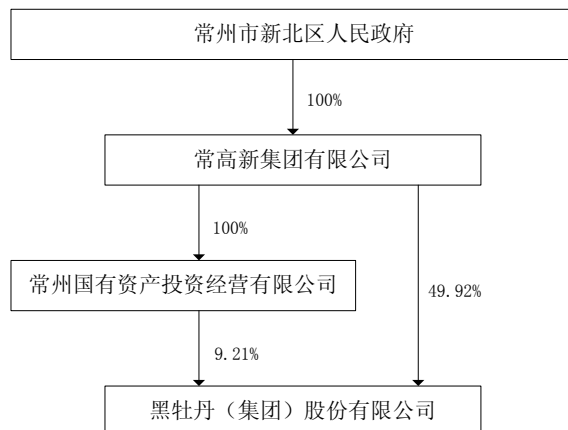 常州市新北区人民政府
100%
常高新集团有限公司
100%
常州国有资产投资经营有限公司
49.92%
9.21%
黑牡丹（集团）股份有限公司